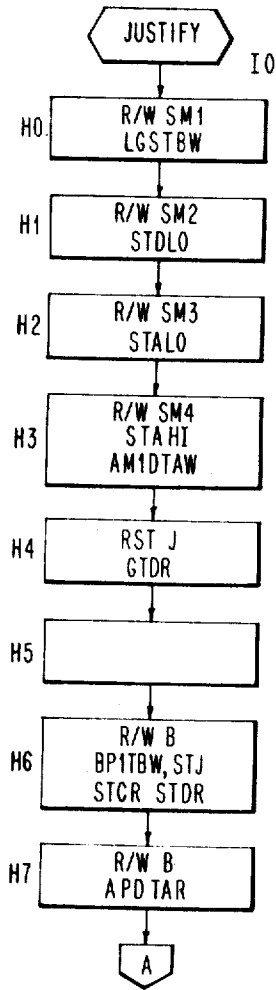 JUSTIFY
I0
H0.
R/W SM1
LGSTBW
H1
R/W SM2
STDLO
H2
R/W SM3
STALO
H3
R/W SM4
STAHI
AM1DTAW
H4
RST J
GTDR
H5
H6
R/W B
BP1TBW, STJ
STCR STDR
H7
R/W B
APDTAR
A